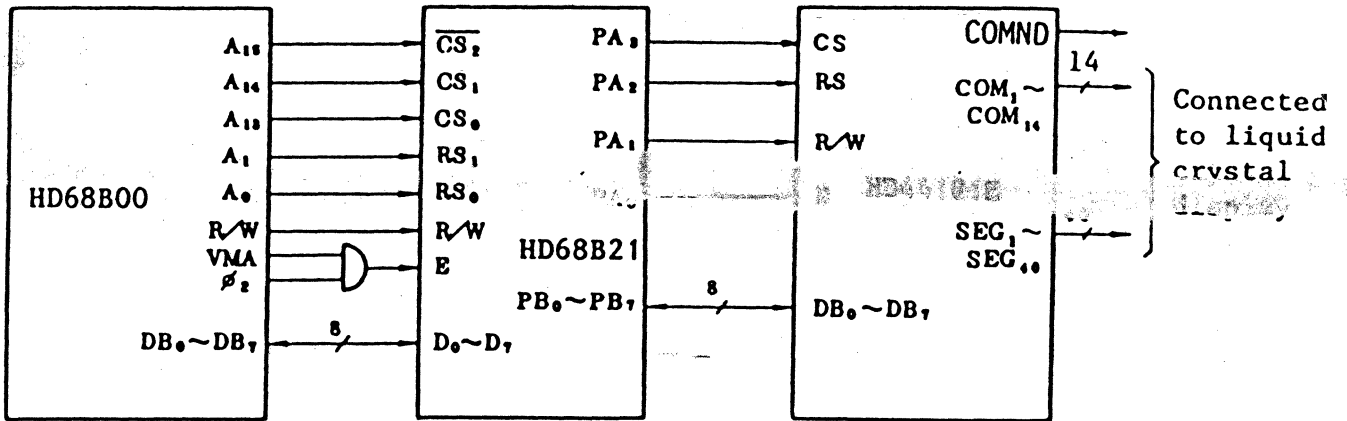 HD68B00
A₁₅
A₁₄
A₁₃
A₁
A₀
R/W
VMA
ø₂
DB₀~DB₇
8
CS₂
CS₁
CS₀
RS₁
RS₀
R/W
E
D₀~D₇
HD68B21
PA₃
PA₂
PA₁
PB₀~PB₇
8
CS
RS
R/W
DB₀~DB₇
COMND
COM₁~
COM₁₄
14
SEG₁~
SEG₄₀
Connected
to liquid
crystal
display